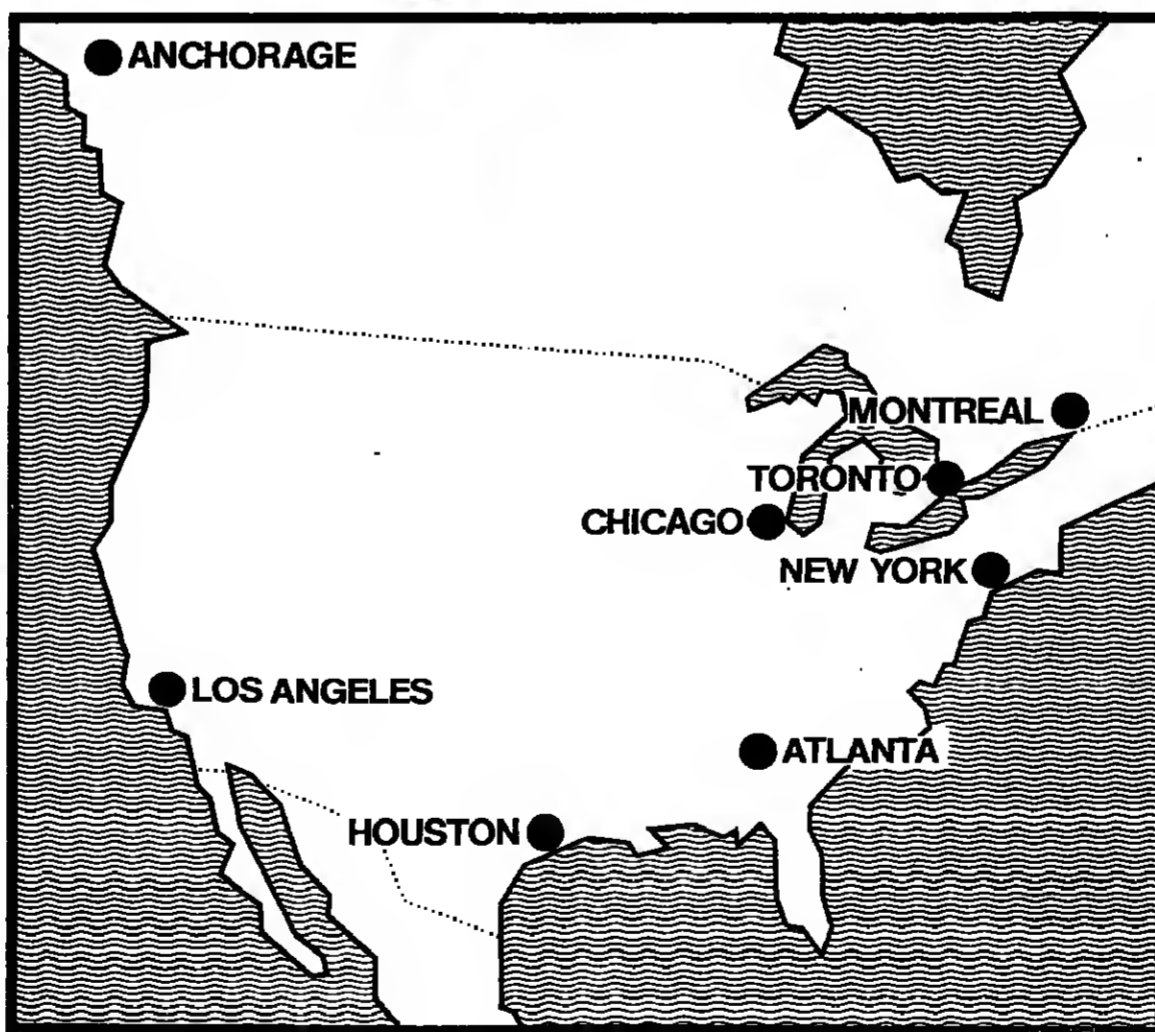 ANCHORAGE
MONTREAL
TORONTO
CHICAGO
NEW YORK
LOS ANGELES
ATLANTA
HOUSTON